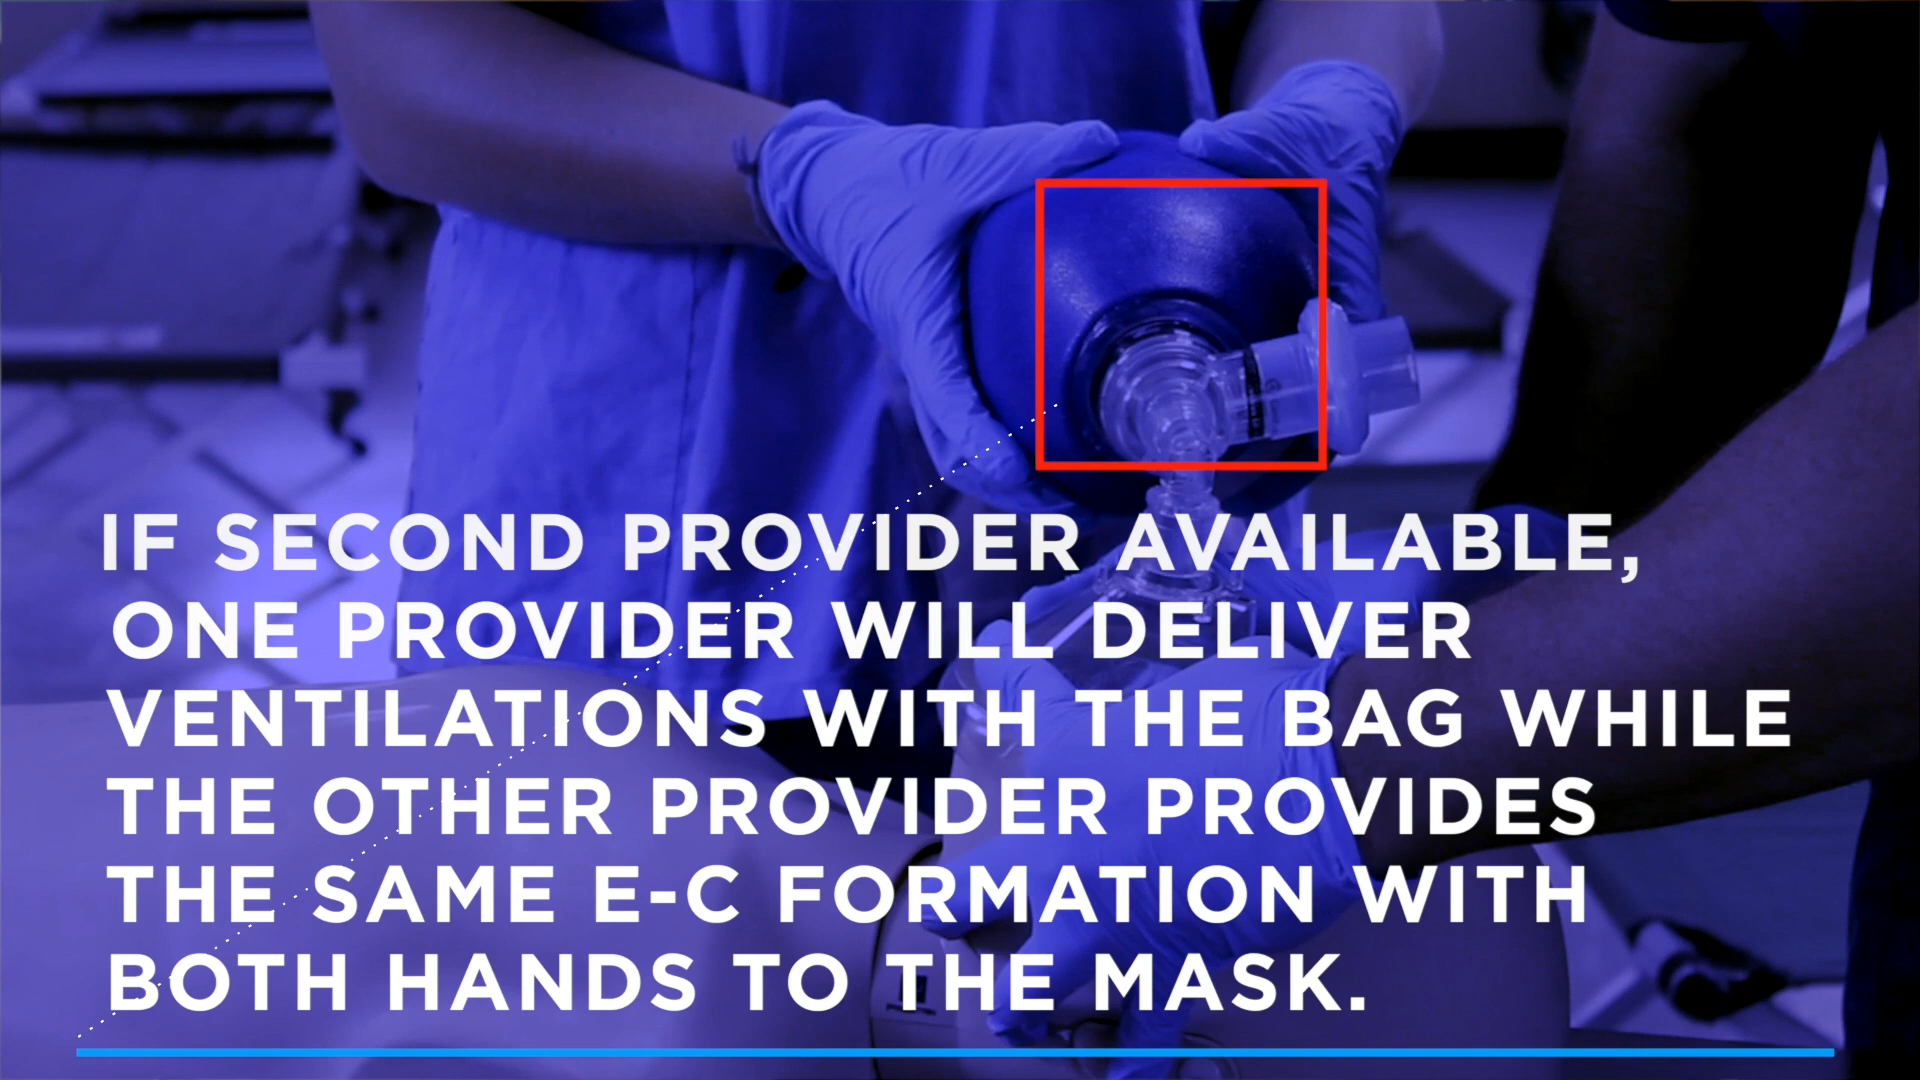 IF SECOND PROVIDER AVAILABLE,
ONE PROVIDER WILL DELIVER
VENTILATIONS WITH THE BAG WHILE
THE OTHER PROVIDER PROVIDES
THE SAME E-C FORMATION WITH
BOTH HANDS TO THE MASK.